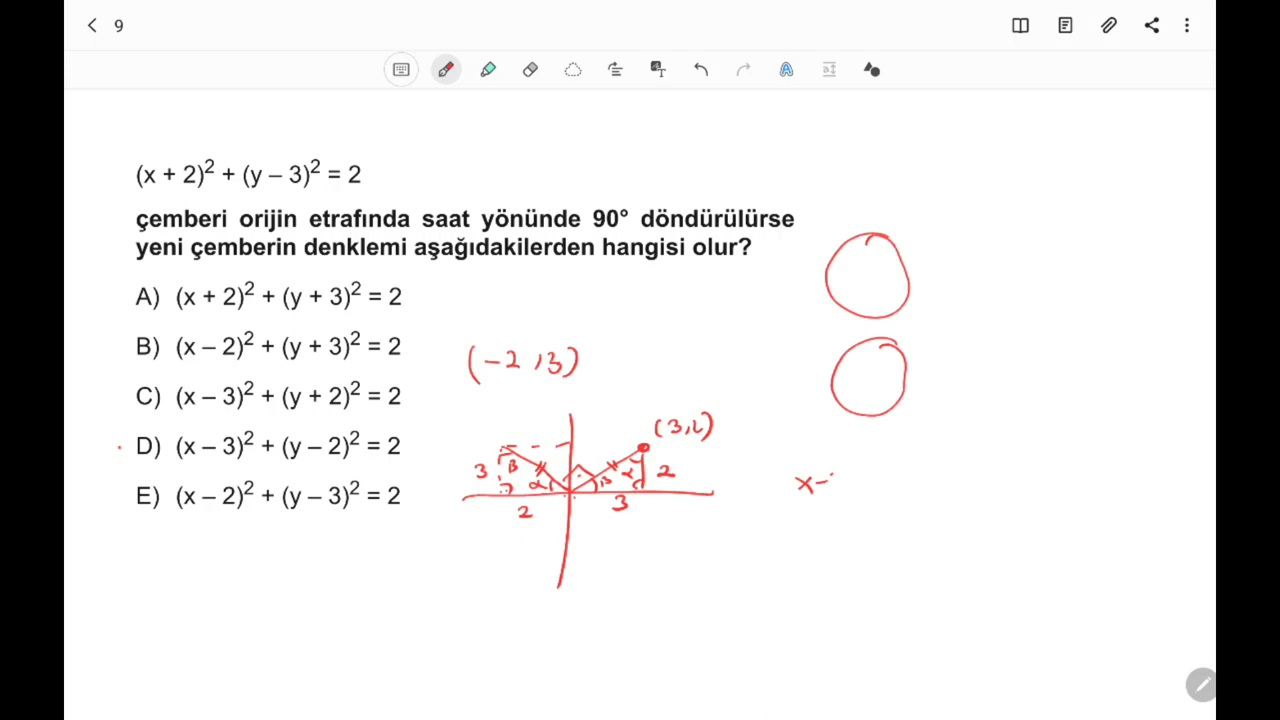 9
(x + 2)² + (y – 3)² = 2
çemberi orijin etrafında saat yönünde 90° döndürülürse
yeni çemberin denklemi aşağıdakilerden hangisi olur?
A) (x + 2)² + (y + 3)² = 2
B) (x – 2)² + (y + 3)² = 2
C) (x – 3)² + (y + 2)² = 2
D) (x – 3)² + (y – 2)² = 2
E) (x – 2)² + (y – 3)² = 2
(-2,3)
(3,2)
3 β α β α 2
2 3
x-